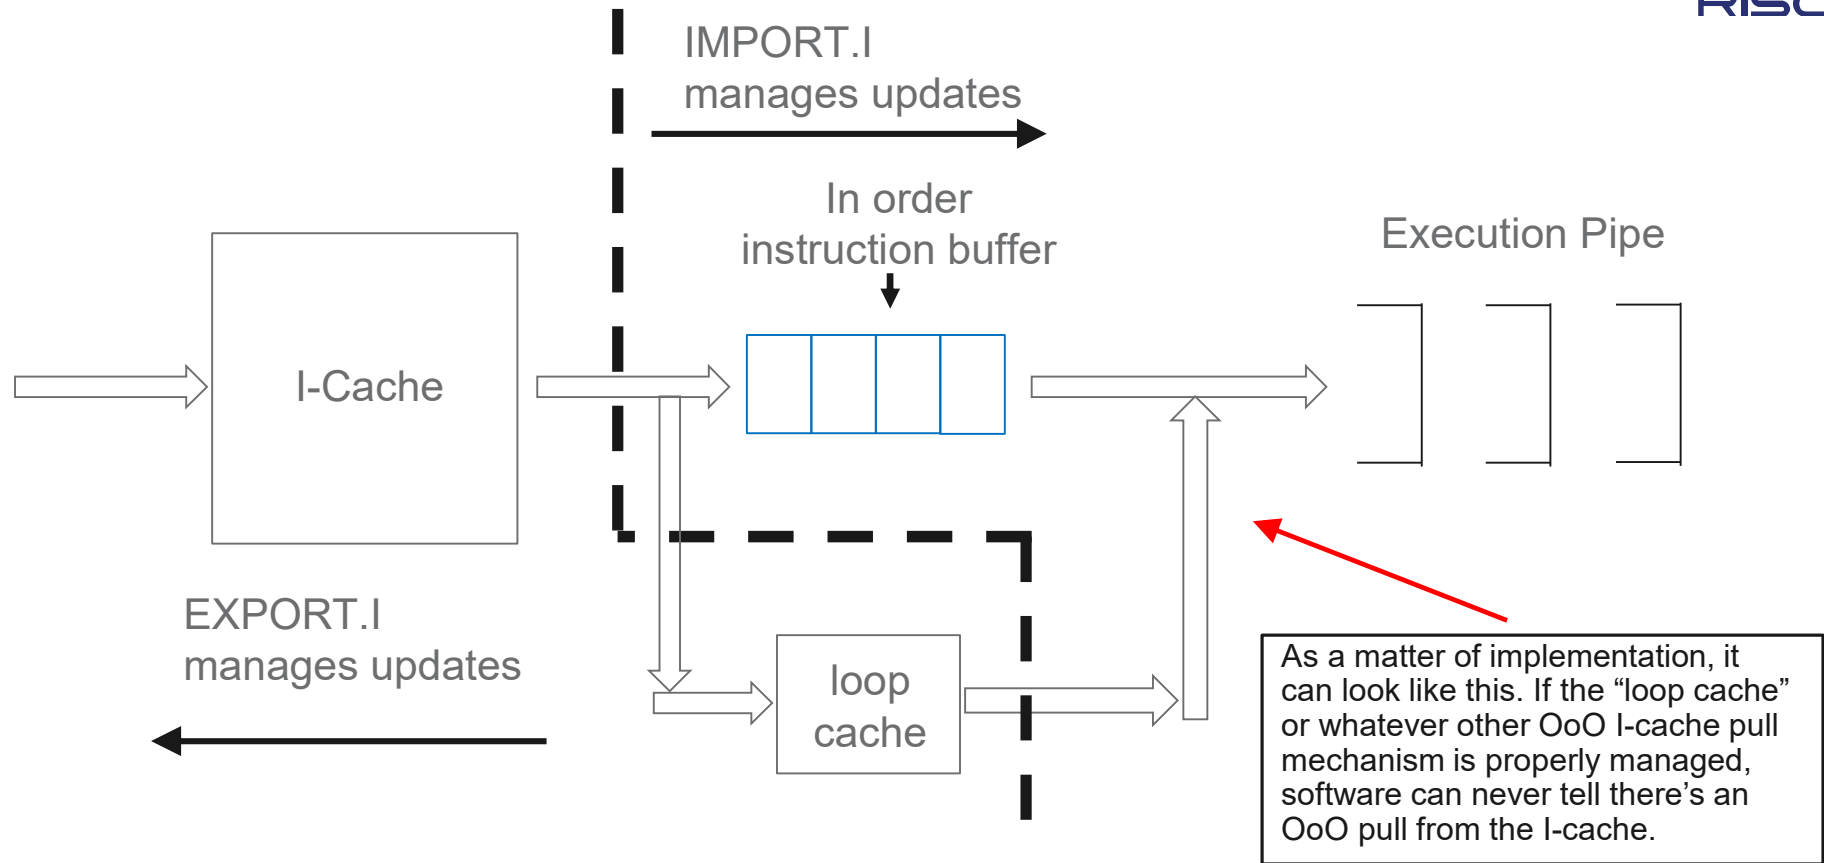 IMPORT.I
manages updates
In order
instruction buffer
Execution Pipe
I-Cache
EXPORT.I
manages updates
loop
cache
As a matter of implementation, it
can look like this. If the “loop cache”
or whatever other OoO I-cache pull
mechanism is properly managed,
software can never tell there’s an
OoO pull from the I-cache.